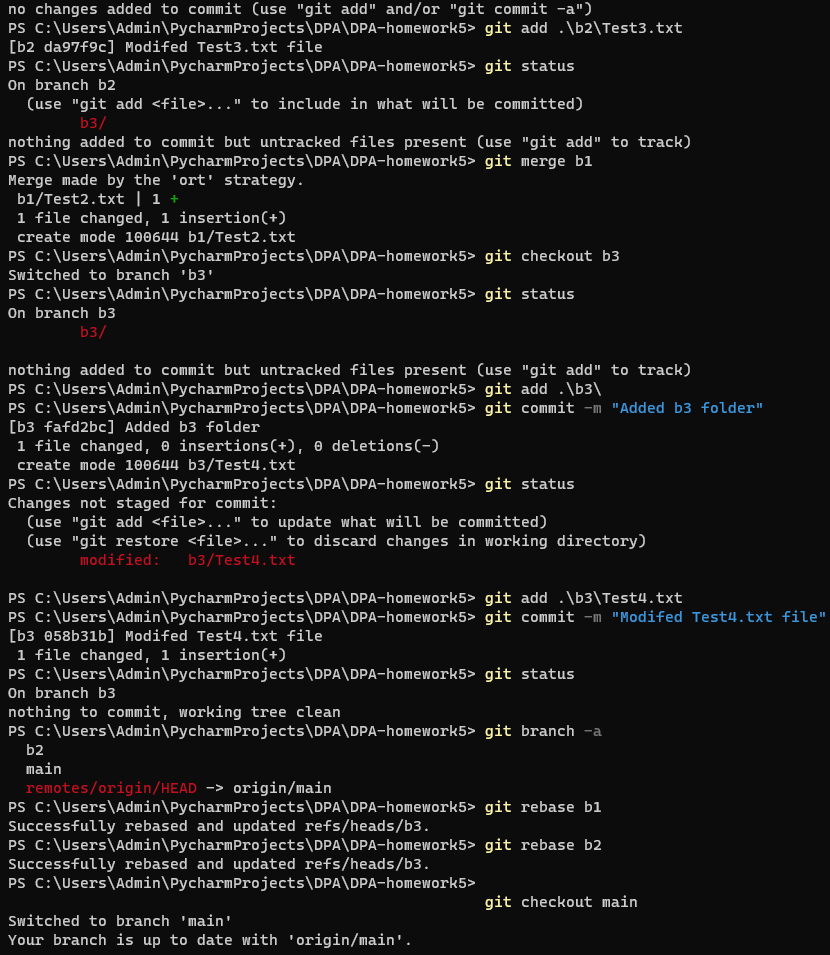 no changes added to commit (use "git add" and/or "git commit -a")
PS C:\Users\Admin\PycharmProjects\DPA\DPA-homework5> git add .\b2\Test3.txt
[b2 da97f9c] Modifed Test3.txt file
PS C:\Users\Admin\PycharmProjects\DPA\DPA-homework5> git status
On branch b2
  (use "git add <file>..." to include in what will be committed)
        b3/
nothing added to commit but untracked files present (use "git add" to track)
PS C:\Users\Admin\PycharmProjects\DPA\DPA-homework5> git merge b1
Merge made by the 'ort' strategy.
 b1/Test2.txt | 1 +
 1 file changed, 1 insertion(+)
 create mode 100644 b1/Test2.txt
PS C:\Users\Admin\PycharmProjects\DPA\DPA-homework5> git checkout b3
Switched to branch 'b3'
PS C:\Users\Admin\PycharmProjects\DPA\DPA-homework5> git status
On branch b3
        b3/
nothing added to commit but untracked files present (use "git add" to track)
PS C:\Users\Admin\PycharmProjects\DPA\DPA-homework5> git add .\b3\
PS C:\Users\Admin\PycharmProjects\DPA\DPA-homework5> git commit -m "Added b3 folder"
[b3 fafd2bc] Added b3 folder
 1 file changed, 0 insertions(+), 0 deletions(-)
 create mode 100644 b3/Test4.txt
PS C:\Users\Admin\PycharmProjects\DPA\DPA-homework5> git status
Changes not staged for commit:
  (use "git add <file>..." to update what will be committed)
  (use "git restore <file>..." to discard changes in working directory)
        modified:   b3/Test4.txt
PS C:\Users\Admin\PycharmProjects\DPA\DPA-homework5> git add .\b3\Test4.txt
PS C:\Users\Admin\PycharmProjects\DPA\DPA-homework5> git commit -m "Modifed Test4.txt file"
[b3 058b31b] Modifed Test4.txt file
 1 file changed, 1 insertion(+)
PS C:\Users\Admin\PycharmProjects\DPA\DPA-homework5> git status
On branch b3
nothing to commit, working tree clean
PS C:\Users\Admin\PycharmProjects\DPA\DPA-homework5> git branch -a
  b2
  main
  remotes/origin/HEAD -> origin/main
PS C:\Users\Admin\PycharmProjects\DPA\DPA-homework5> git rebase b1
Successfully rebased and updated refs/heads/b3.
PS C:\Users\Admin\PycharmProjects\DPA\DPA-homework5> git rebase b2
Successfully rebased and updated refs/heads/b3.
PS C:\Users\Admin\PycharmProjects\DPA\DPA-homework5>
                                                     git checkout main
Switched to branch 'main'
Your branch is up to date with 'origin/main'.